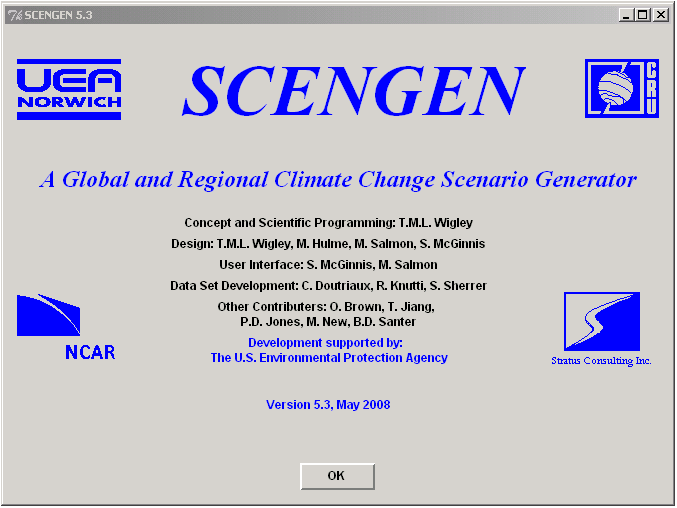 SCENGEN 5.3
UEA
NORWICH
SCENGEN
CRU
A Global and Regional Climate Change Scenario Generator
Concept and Scientific Programming: T.M.L. Wigley
Design: T.M.L. Wigley, M. Hulme, M. Salmon, S. McGinnis
User Interface: S. McGinnis, M. Salmon
Data Set Development: C. Doutriaux, R. Knutti, S. Sherrer
Other Contributers: O. Brown, T. Jiang,
P.D. Jones, M. New, B.D. Santer
Development supported by:
The U.S. Environmental Protection Agency
NCAR
Stratus Consulting Inc.
Version 5.3, May 2008
OK